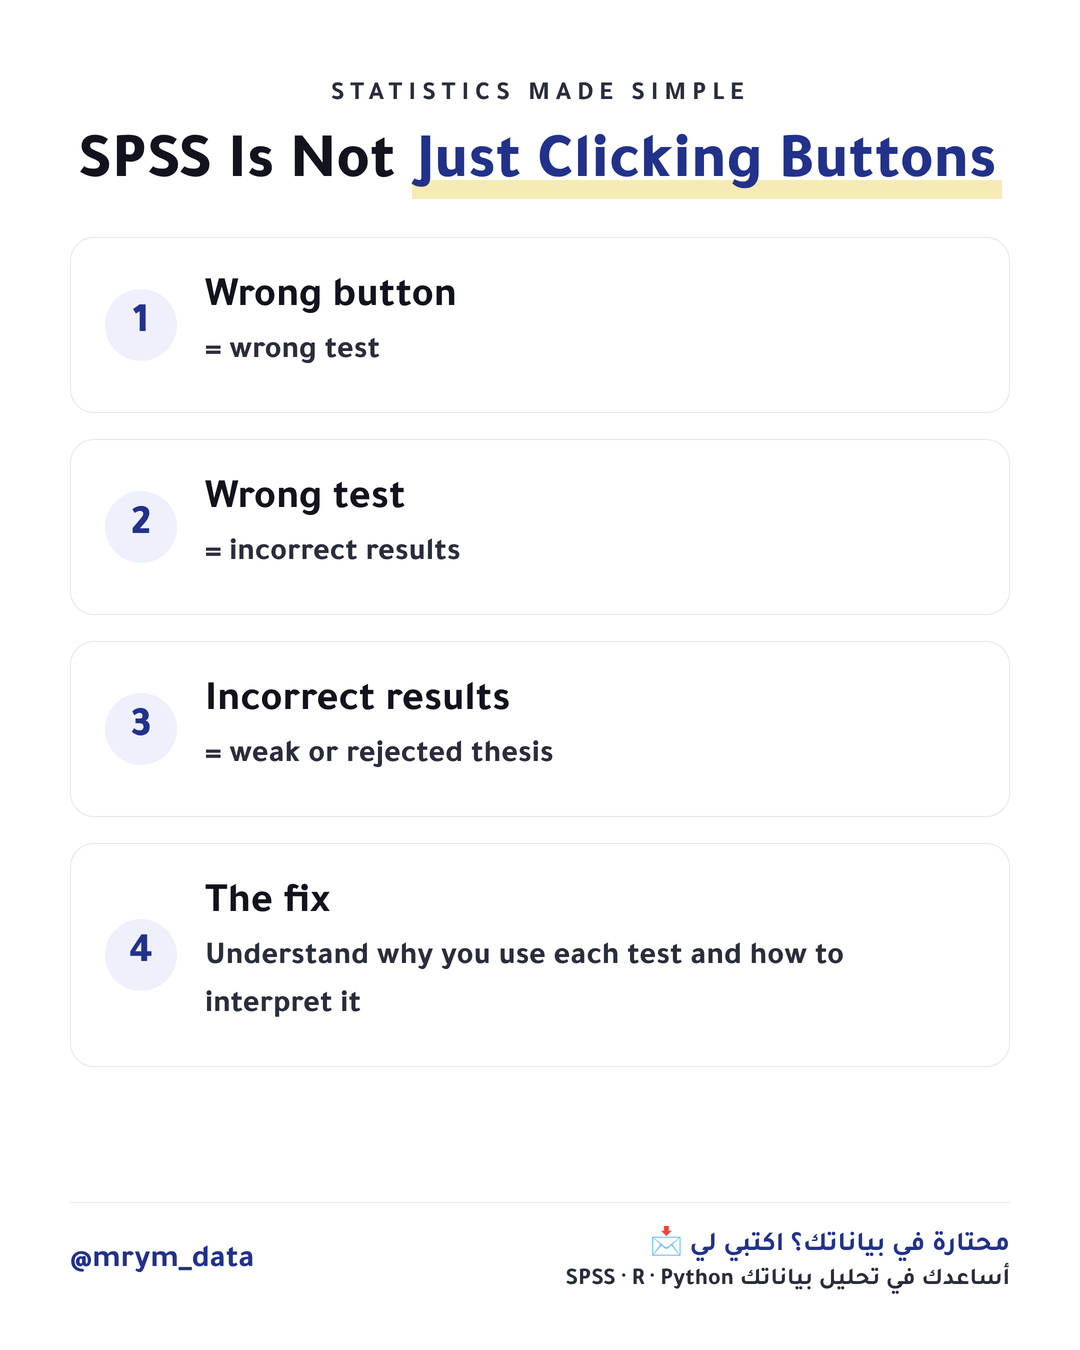 STATISTICS MADE SIMPLE
SPSS Is Not Just Clicking Buttons
1
Wrong button
= wrong test
2
Wrong test
= incorrect results
3
Incorrect results
= weak or rejected thesis
4
The fix
Understand why you use each test and how to
interpret it
@mrym_data
محتارة في بياناتك؟ اكتبي لي 📩
أساعدك في تحليل بياناتك SPSS · R · Python